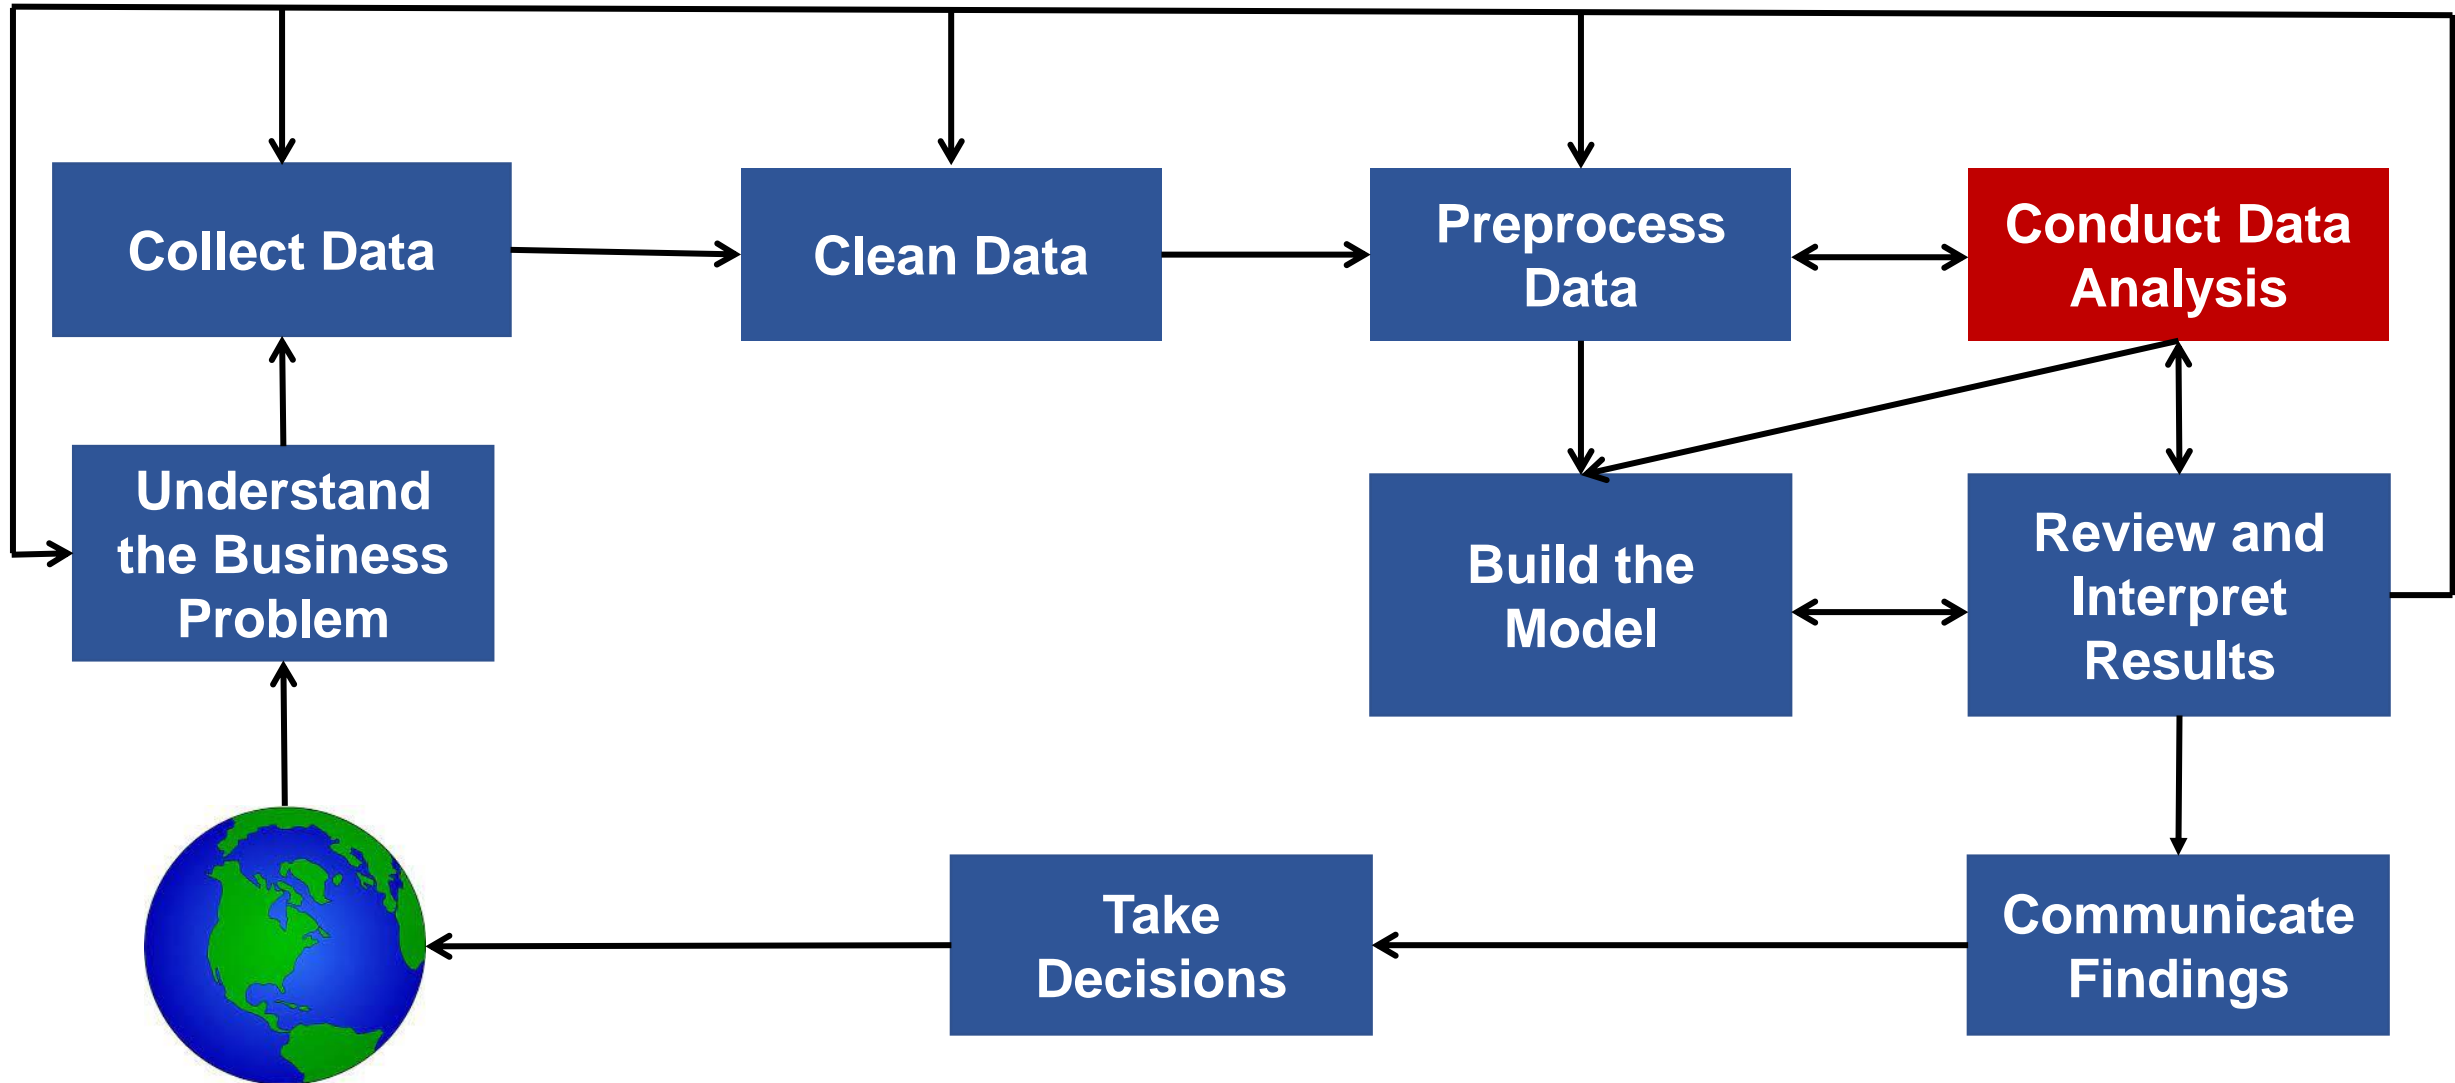 Collect Data
Clean Data
Preprocess
Data
Conduct Data
Analysis
Understand
the Business
Problem
Build the
Model
Review and
Interpret
Results
Take
Decisions
Communicate
Findings